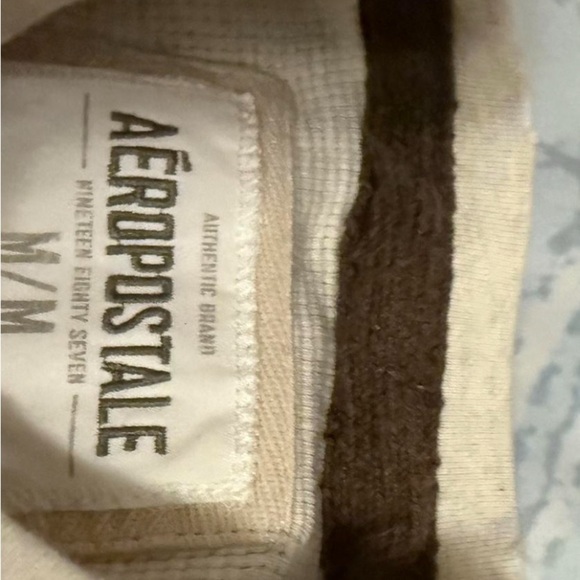 AUTHENTIC BRAND
AÉROPOSTALE
NINETEEN EIGHTY SEVEN
M/M